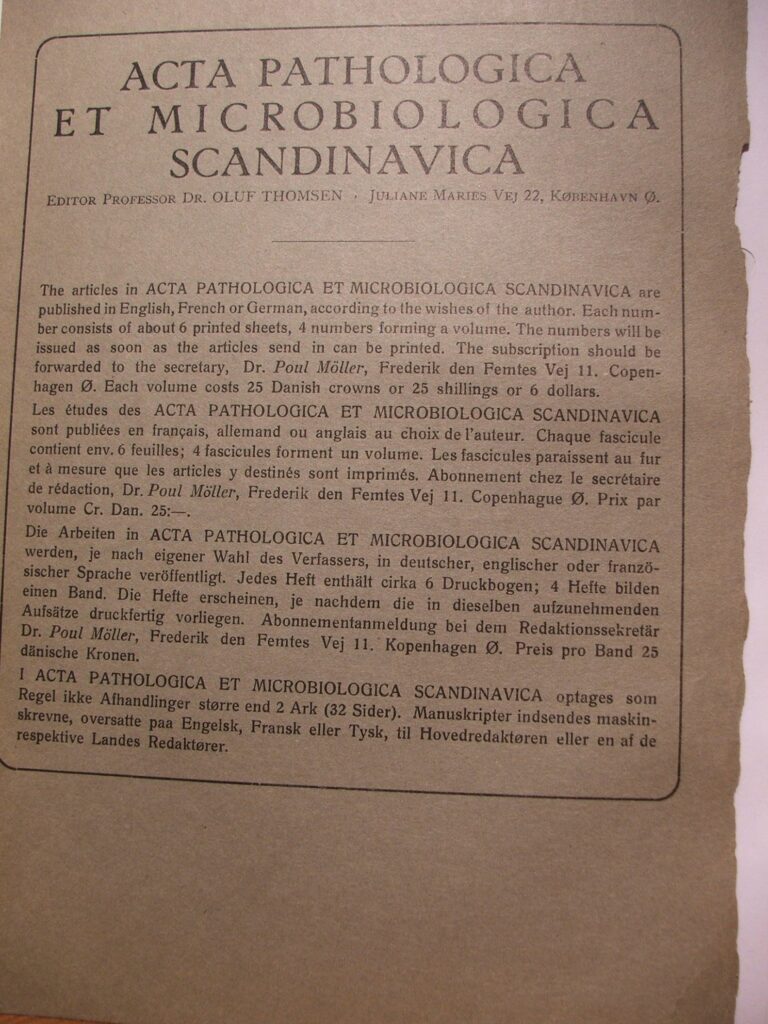 ACTA PATHOLOGICA
ET MICROBIOLOGICA
SCANDINAVICA
EDITOR PROFESSOR DR. OLUF THOMSEN · JULIANE MARIES VEJ 22, KØBENHAVN Ø.
The articles in ACTA PATHOLOGICA ET MICROBIOLOGICA SCANDINAVICA are
published in English, French or German, according to the wishes of the author. Each num-
ber consists of about 6 printed sheets, 4 numbers forming a volume. The numbers will be
issued as soon as the articles send in can be printed. The subscription should be
forwarded to the secretary, Dr. Poul Möller, Frederik den Femtes Vej 11. Copen-
hagen Ø. Each volume costs 25 Danish crowns or 25 shillings or 6 dollars.
Les études des ACTA PATHOLOGICA ET MICROBIOLOGICA SCANDINAVICA
sont publiées en français, allemand ou anglais au choix de l'auteur. Chaque fascicule
contient env. 6 feuilles; 4 fascicules forment un volume. Les fascicules paraissent au fur
et à mesure que les articles y destinés sont imprimés. Abonnement chez le secrétaire
de rédaction, Dr. Poul Möller, Frederik den Femtes Vej 11. Copenhague Ø. Prix par
volume Cr. Dan. 25:—.
Die Arbeiten in ACTA PATHOLOGICA ET MICROBIOLOGICA SCANDINAVICA
werden, je nach eigener Wahl des Verfassers, in deutscher, englischer oder franzö-
sischer Sprache veröffentligt. Jedes Heft enthält cirka 6 Druckbogen; 4 Hefte bilden
einen Band. Die Hefte erscheinen, je nachdem die in dieselben aufzunehmenden
Aufsätze druckfertig vorliegen. Abonnementanmeldung bei dem Redaktionssekretär
Dr. Poul Möller, Frederik den Femtes Vej 11. Kopenhagen Ø. Preis pro Band 25
dänische Kronen.
I ACTA PATHOLOGICA ET MICROBIOLOGICA SCANDINAVICA optages som
Regel ikke Afhandlinger større end 2 Ark (32 Sider). Manuskripter indsendes maskin-
skrevne, oversatte paa Engelsk, Fransk eller Tysk, til Hovedredaktøren eller en af de
respektive Landes Redaktører.